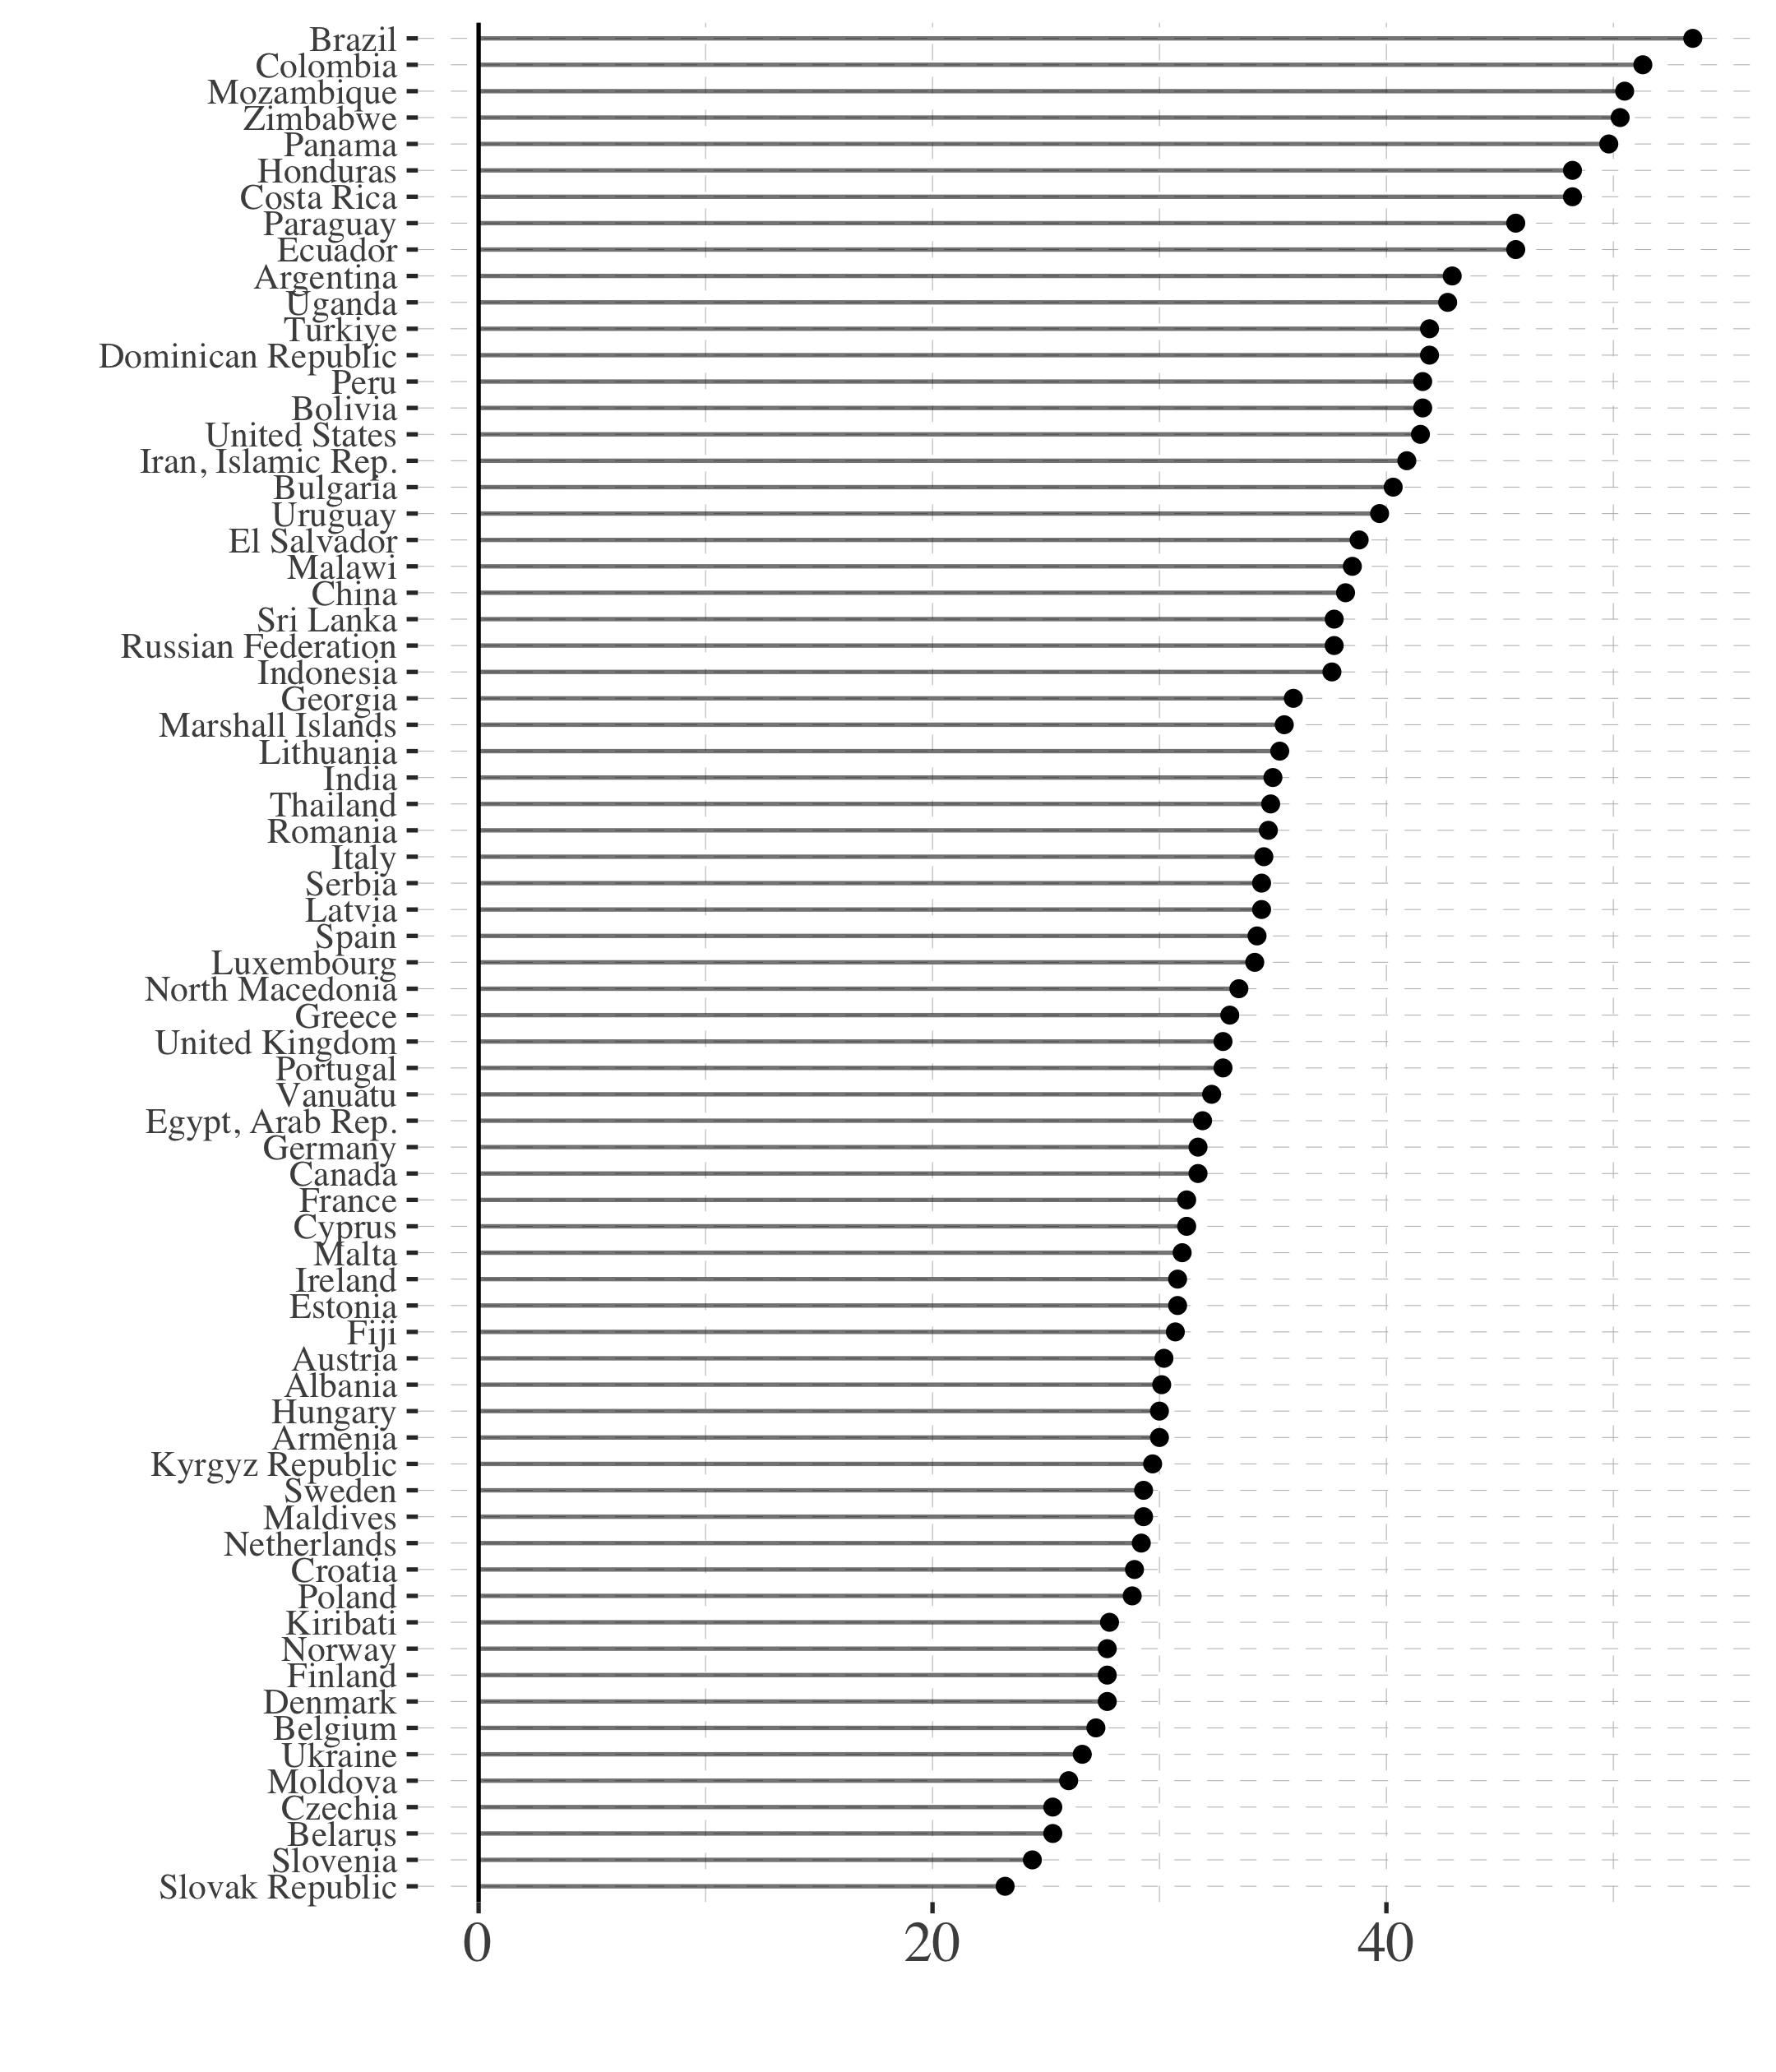 Brazil
Colombia
Mozambique
Zimbabwe
Panama
Honduras
Costa Rica
Paraguay
Ecuador
Argentina
Uganda
Turkiye
Dominican Republic
Peru
Bolivia
United States
Iran, Islamic Rep.
Bulgaria
Uruguay
El Salvador
Malawi
China
Sri Lanka
Russian Federation
Indonesia
Georgia
Marshall Islands
Lithuania
India
Thailand
Romania
Italy
Serbia
Latvia
Spain
Luxembourg
North Macedonia
Greece
United Kingdom
Portugal
Vanuatu
Egypt, Arab Rep.
Germany
Canada
France
Cyprus
Malta
Ireland
Estonia
Fiji
Austria
Albania
Hungary
Armenia
Kyrgyz Republic
Sweden
Maldives
Netherlands
Croatia
Poland
Kiribati
Norway
Finland
Denmark
Belgium
Ukraine
Moldova
Czechia
Belarus
Slovenia
Slovak Republic
0 20 40